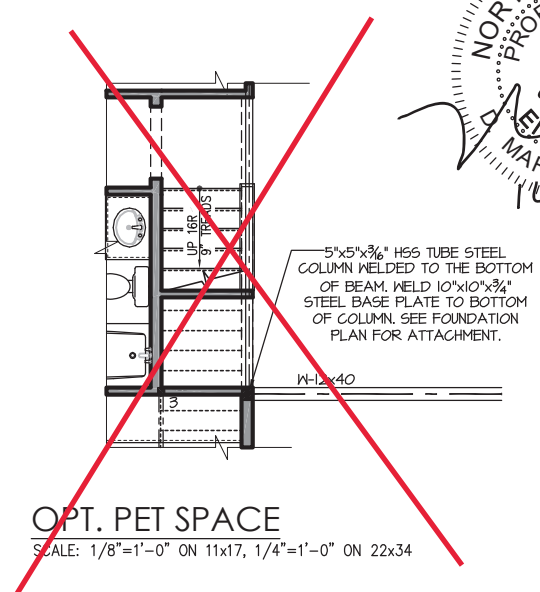 NORT
PROF
UP 16R
9" TREADS
5"x5"x3/16" HSS TUBE STEEL
COLUMN WELDED TO THE BOTTOM
OF BEAM. WELD 10"x10"x3/4"
STEEL BASE PLATE TO BOTTOM
OF COLUMN. SEE FOUNDATION
PLAN FOR ATTACHMENT.
W-12x40
3
OPT. PET SPACE
SCALE: 1/8"=1'-0" ON 11x17, 1/4"=1'-0" ON 22x34